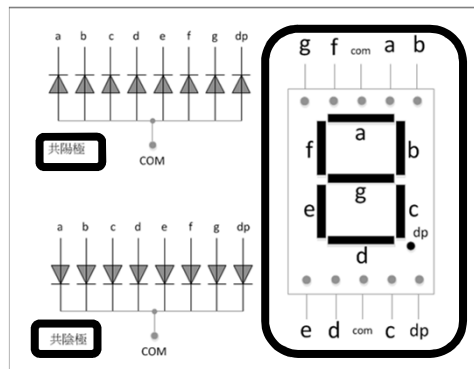 a b c d e f g dp
共陽極
COM
a b c d e f g dp
共陰極
COM
g f com a b
a
f b
g
e c
dp
d
e d com c dp